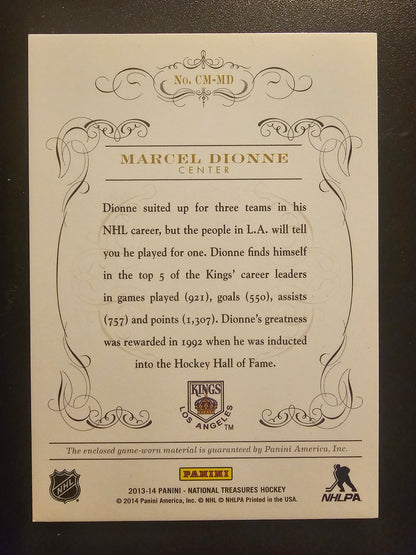 No. CM-MD
MARCEL DIONNE
CENTER
Dionne suited up for three teams in his
NHL career, but the people in L.A. will tell
you he played for one. Dionne finds himself
in the top 5 of the Kings' career leaders
in games played (921), goals (550), assists
(757) and points (1,307). Dionne's greatness
was rewarded in 1992 when he was inducted
into the Hockey Hall of Fame.
KINGS
LOS ANGELES
TM
The enclosed game-worn material is guaranteed by Panini America, Inc.
NHL
PANINI
NHLPA
2013-14 PANINI - NATIONAL TREASURES HOCKEY
© 2014 Panini America, Inc. © NHL © NHLPA Printed in the USA.